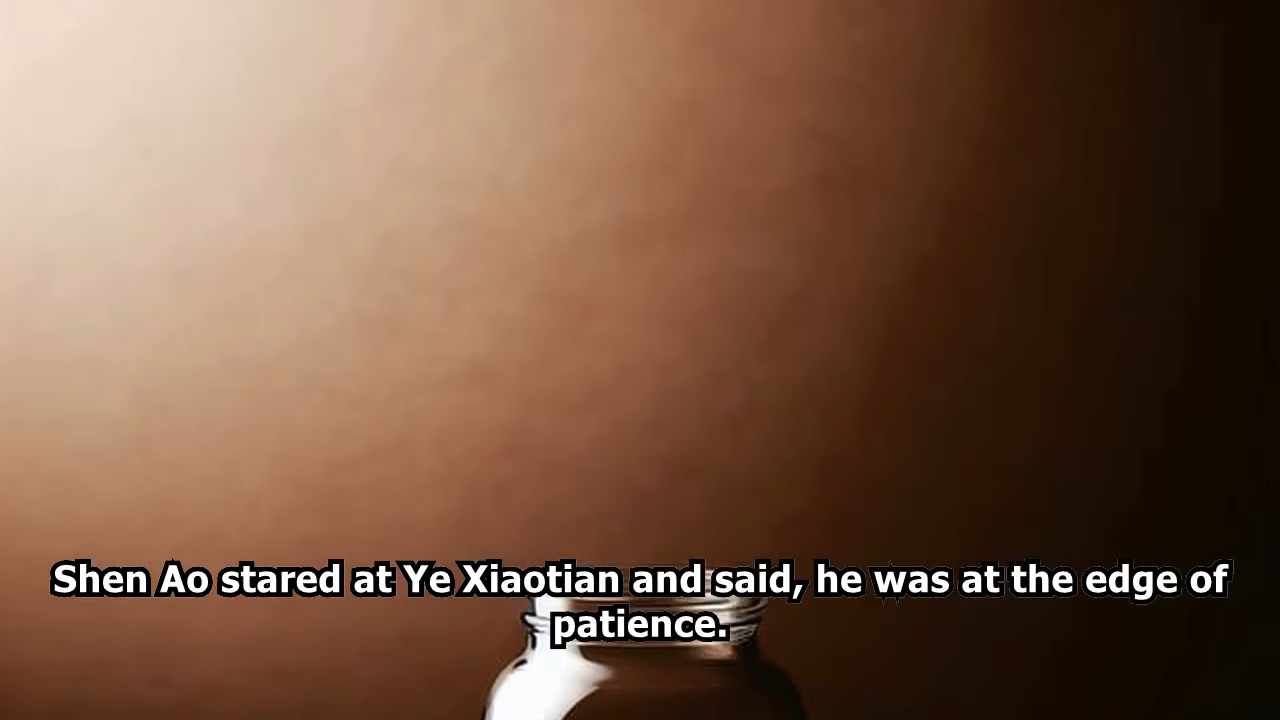 Shen Ao stared at Ye Xiaotian and said, he was at the edge of
patience.